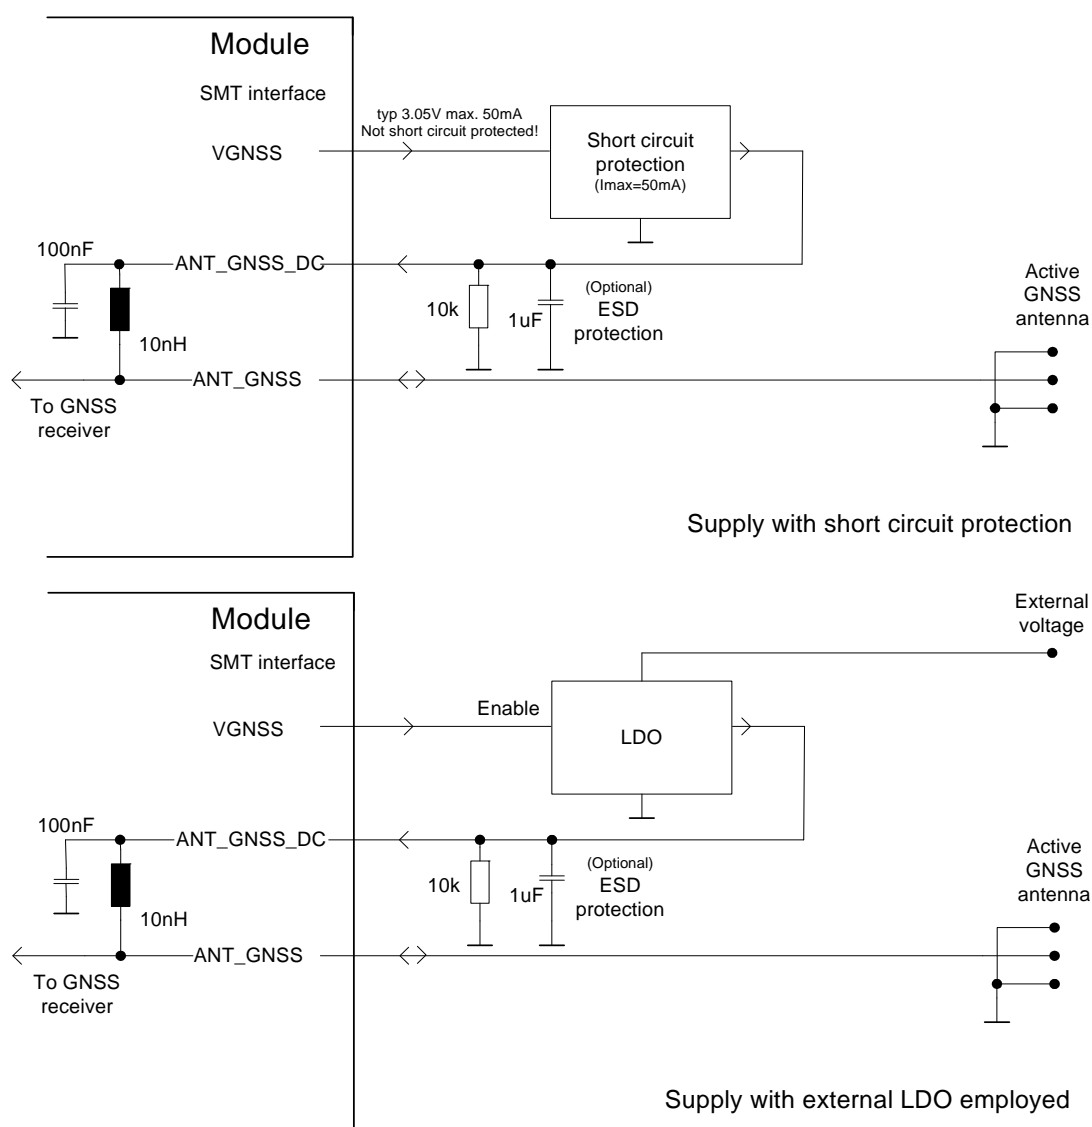 Module
SMT interface
typ 3.05V max. 50mA
Not short circuit protected!
VGNSS
Short circuit
protection
(Imax=50mA)
100nF
ANT_GNSS_DC
10nH
10k
1uF
(Optional)
ESD
protection
Active
GNSS
antenna
ANT_GNSS
To GNSS
receiver
Supply with short circuit protection
Module
SMT interface
External
voltage
VGNSS
Enable
LDO
100nF
ANT_GNSS_DC
10nH
10k
1uF
(Optional)
ESD
protection
Active
GNSS
antenna
ANT_GNSS
To GNSS
receiver
Supply with external LDO employed